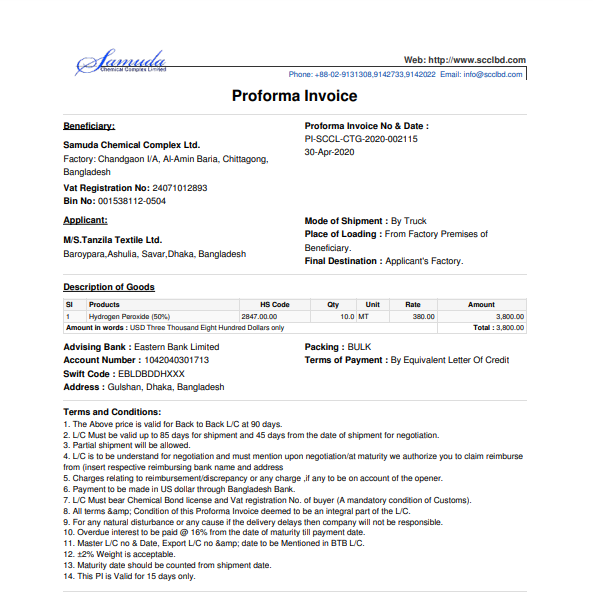 Samuda
Chemical Complex Limited
Web: http://www.scclbd.com
Phone: +88-02-9131308,9142733,9142022 Email: info@scclbd.com
Proforma Invoice
Beneficiary:
Samuda Chemical Complex Ltd.
Factory: Chandgaon I/A, Al-Amin Baria, Chittagong,
Bangladesh
Vat Registration No: 24071012893
Bin No: 001538112-0504
Proforma Invoice No & Date :
PI-SCCL-CTG-2020-002115
30-Apr-2020
Applicant:
M/S.Tanzila Textile Ltd.
Baroypara,Ashulia, Savar,Dhaka, Bangladesh
Mode of Shipment : By Truck
Place of Loading : From Factory Premises of
Beneficiary.
Final Destination : Applicant's Factory.
Description of Goods
Sl Products HS Code Qty Unit Rate Amount
1 Hydrogen Peroxide (50%) 2847.00.00 10.0 MT 380.00 3,800.00
Amount in words : USD Three Thousand Eight Hundred Dollars only Total : 3,800.00
Advising Bank : Eastern Bank Limited
Account Number : 1042040301713
Swift Code : EBLDBDDHXXX
Address : Gulshan, Dhaka, Bangladesh
Packing : BULK
Terms of Payment : By Equivalent Letter Of Credit
Terms and Conditions:
1. The Above price is valid for Back to Back L/C at 90 days.
2. L/C Must be valid up to 85 days for shipment and 45 days from the date of shipment for negotiation.
3. Partial shipment will be allowed.
4. L/C is to be understand for negotiation and must mention upon negotiation/at maturity we authorize you to claim reimburse
from (insert respective reimbursing bank name and address
5. Charges relating to reimbursement/discrepancy or any charge ,if any to be on account of the opener.
6. Payment to be made in US dollar through Bangladesh Bank.
7. L/C Must bear Chemical Bond license and Vat registration No. of buyer (A mandatory condition of Customs).
8. All terms &amp; Condition of this Proforma Invoice deemed to be an integral part of the L/C.
9. For any natural disturbance or any cause if the delivery delays then company will not be responsible.
10. Overdue interest to be paid @ 16% from the date of maturity till payment date.
11. Master L/C no & Date, Export L/C no &amp; date to be Mentioned in BTB L/C.
12. ±2% Weight is acceptable.
13. Maturity date should be counted from shipment date.
14. This PI is Valid for 15 days only.